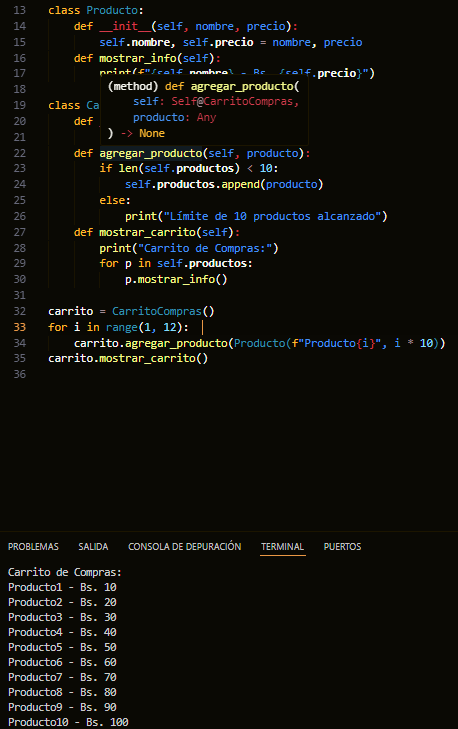 13 class Producto:
14 def __init__(self, nombre, precio):
15 self.nombre, self.precio = nombre, precio
16 def mostrar_info(self):
17 print(f"{self.nombre} - Bs. {self.precio}")
18 (method) def agregar_producto(
19 class Ca self: Self@CarritoCompras,
20 def producto: Any
21 ) -> None
22 def agregar_producto(self, producto):
23 if len(self.productos) < 10:
24 self.productos.append(producto)
25 else:
26 print("Límite de 10 productos alcanzado")
27 def mostrar_carrito(self):
28 print("Carrito de Compras:")
29 for p in self.productos:
30 p.mostrar_info()
31
32 carrito = CarritoCompras()
33 for i in range(1, 12):
34 carrito.agregar_producto(Producto(f"Producto{i}", i * 10))
35 carrito.mostrar_carrito()
36
PROBLEMAS SALIDA CONSOLA DE DEPURACIÓN TERMINAL PUERTOS
Carrito de Compras:
Producto1 - Bs. 10
Producto2 - Bs. 20
Producto3 - Bs. 30
Producto4 - Bs. 40
Producto5 - Bs. 50
Producto6 - Bs. 60
Producto7 - Bs. 70
Producto8 - Bs. 80
Producto9 - Bs. 90
Producto10 - Bs. 100